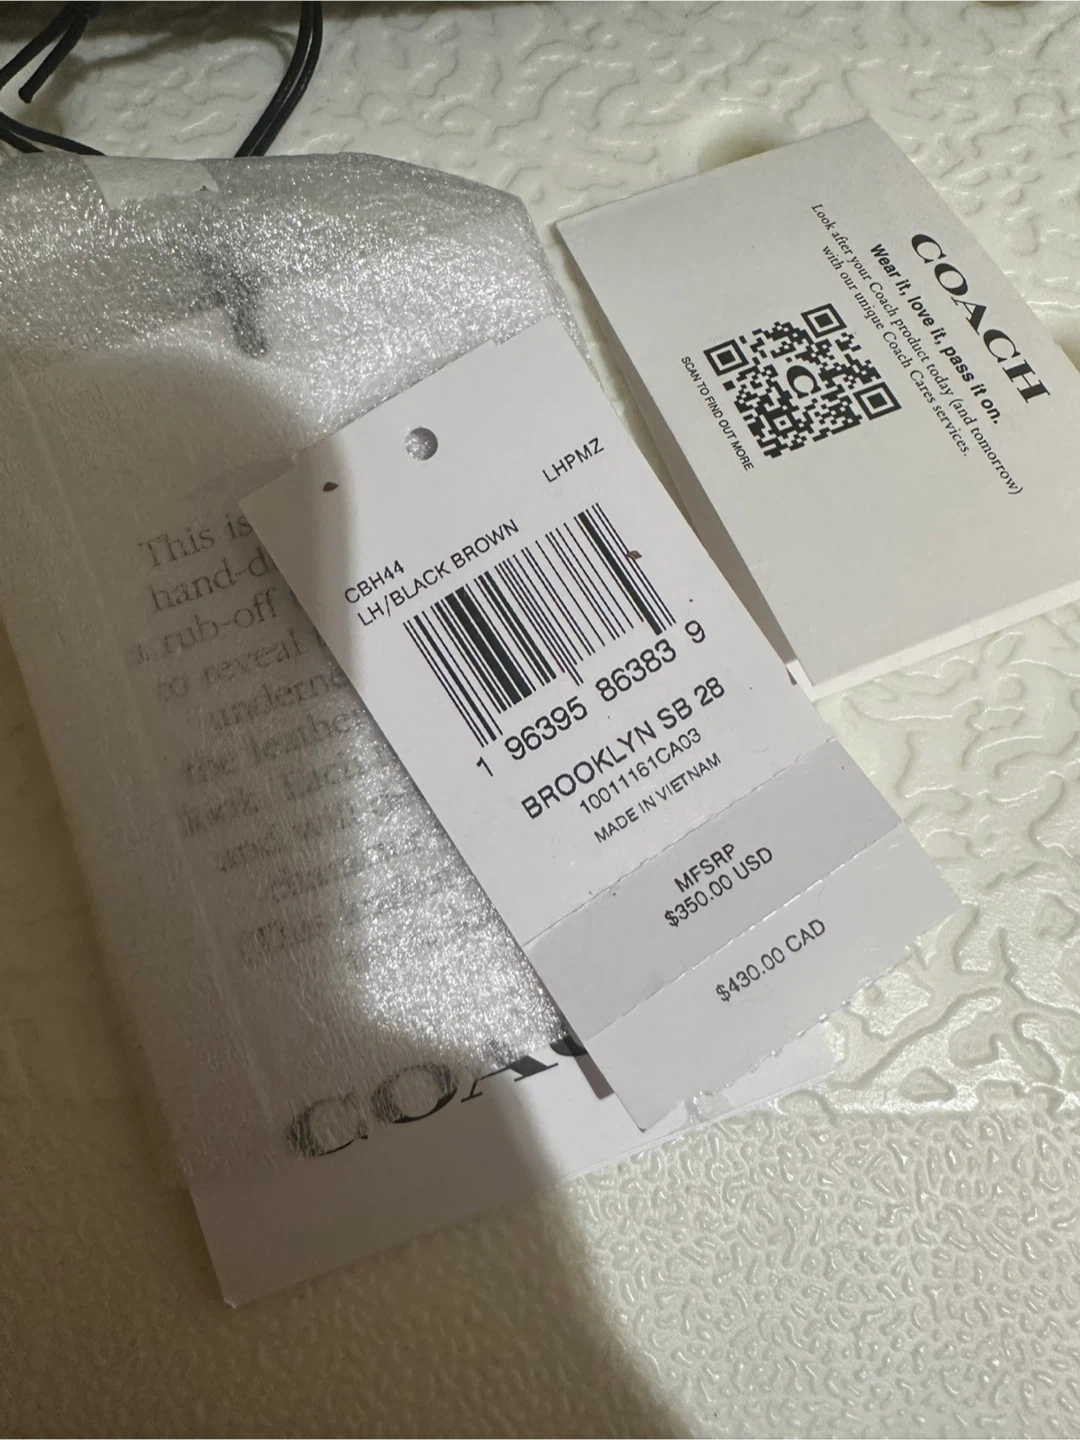 COACH
Wear it, love it, pass it on.
Look after your Coach product today (and tomorrow)
with our unique Coach Cares services.
C
SCAN TO FIND OUT MORE
LHPMZ
CBH44
LH/BLACK BROWN
1 96395 86383 9
BROOKLYN SB 28
10011161CA03
MADE IN VIETNAM
MFSRP
$350.00 USD
$430.00 CAD
This is
hand-d
rub-off
to reveal
underne
the leather
COA